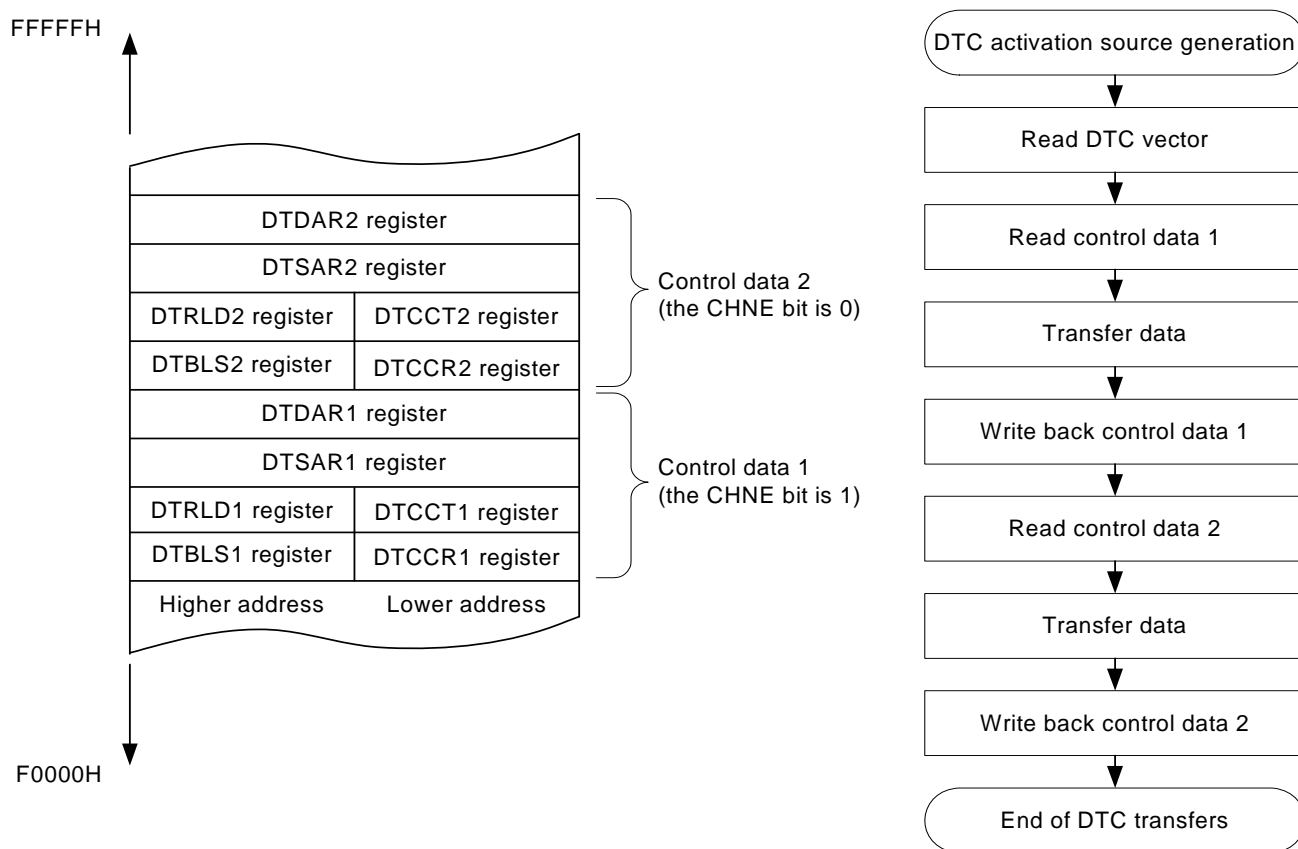 FFFFFH
DTDAR2 register
DTSAR2 register
DTRLD2 register DTCCT2 register
DTBLS2 register DTCCR2 register
DTDAR1 register
DTSAR1 register
DTRLD1 register DTCCT1 register
DTBLS1 register DTCCR1 register
Higher address Lower address
F0000H
Control data 2
(the CHNE bit is 0)
Control data 1
(the CHNE bit is 1)
DTC activation source generation
Read DTC vector
Read control data 1
Transfer data
Write back control data 1
Read control data 2
Transfer data
Write back control data 2
End of DTC transfers